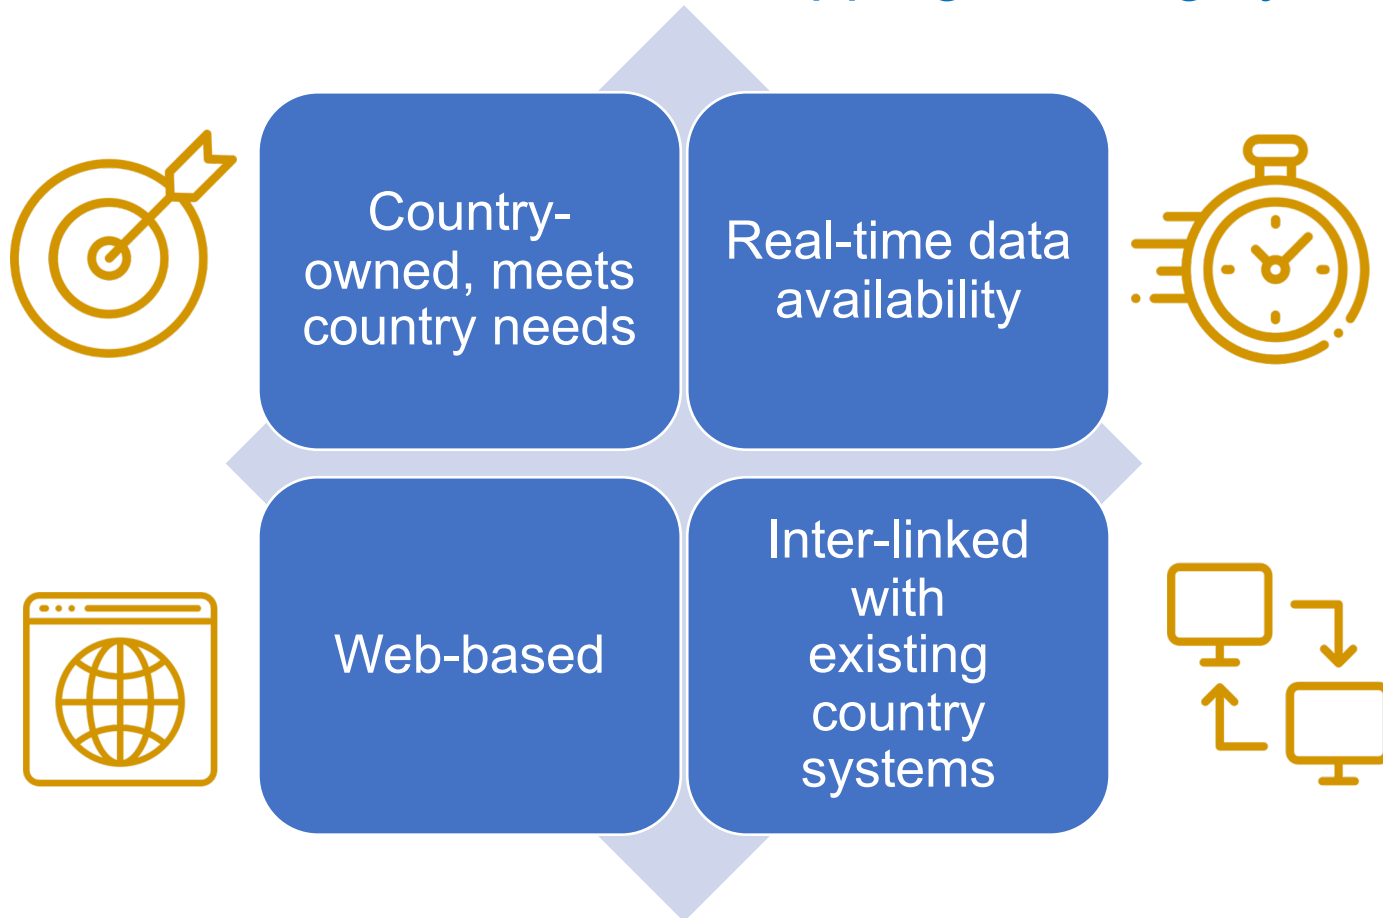 Country-
owned, meets
country needs
Real-time data
availability
Web-based
Inter-linked
with
existing
country
systems